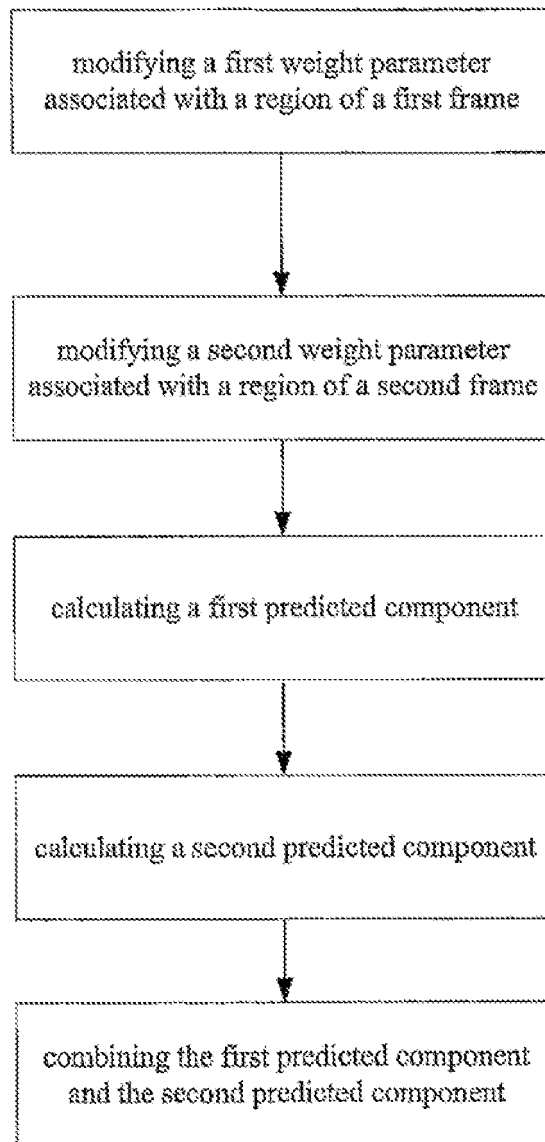 modifying a first weight parameter
associated with a region of a first frame
modifying a second weight parameter
associated with a region of a second frame
calculating a first predicted component
calculating a second predicted component
combining the first predicted component
and the second predicted component